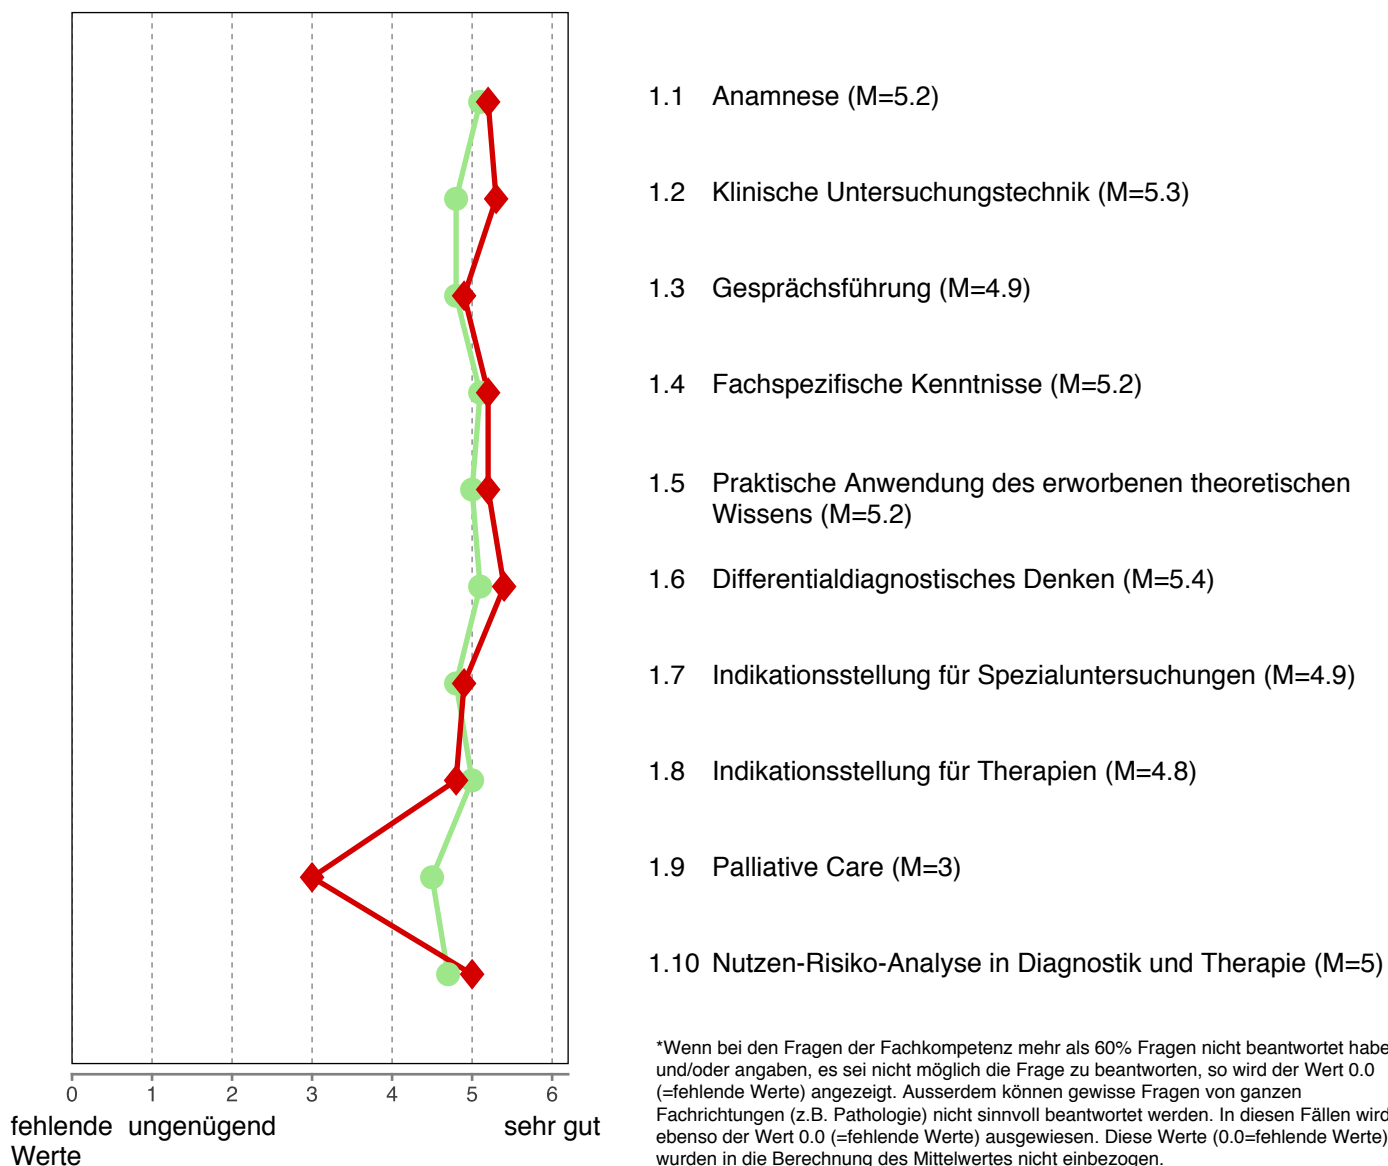 1.1 Anamnese (M=5.2)
1.2 Klinische Untersuchungstechnik (M=5.3)
1.3 Gesprächsführung (M=4.9)
1.4 Fachspezifische Kenntnisse (M=5.2)
1.5 Praktische Anwendung des erworbenen theoretischen
Wissens (M=5.2)
1.6 Differentialdiagnostisches Denken (M=5.4)
1.7 Indikationsstellung für Spezialuntersuchungen (M=4.9)
1.8 Indikationsstellung für Therapien (M=4.8)
1.9 Palliative Care (M=3)
1.10 Nutzen-Risiko-Analyse in Diagnostik und Therapie (M=5)
0 1 2 3 4 5 6
fehlende ungenügend sehr gut
Werte
*Wenn bei den Fragen der Fachkompetenz mehr als 60% Fragen nicht beantwortet habe
und/oder angaben, es sei nicht möglich die Frage zu beantworten, so wird der Wert 0.0
(=fehlende Werte) angezeigt. Ausserdem können gewisse Fragen von ganzen
Fachrichtungen (z.B. Pathologie) nicht sinnvoll beantwortet werden. In diesen Fällen wird
ebenso der Wert 0.0 (=fehlende Werte) ausgewiesen. Diese Werte (0.0=fehlende Werte)
wurden in die Berechnung des Mittelwertes nicht einbezogen.